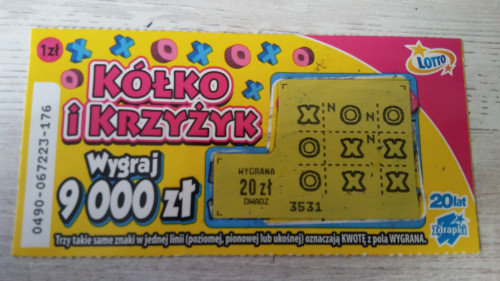 1zł
LOTTO
KÓŁKO
i KRZYŻYK
Wygraj
9 000 zł
0490-067223-176
X N O O
N
O X X
O X X
WYGRANA
20 zł
DWADZ
3531
20 lat
Zdrapki
Trzy takie same znaki w jednej linii (poziomej, pionowej lub ukośnej) oznaczają KWOTĘ z pola WYGRANA.